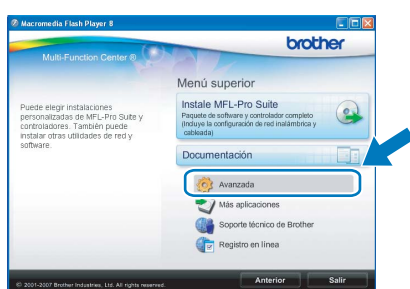 Macromedia Flash Player 8
brother
Multi-Function Center ®
Menú superior
Puede elegir instalaciones
personalizadas de MFL-Pro Suite y
controladores. También puede
instalar otras utilidades de red y
software.
Instale MFL-Pro Suite
Paquete de software y controlador completo
(Incluye la configuración de red inalámbrica y
cableada)
Documentación
Avanzada
Más aplicaciones
Soporte técnico de Brother
Registro en línea
© 2001-2007 Brother Industries, Ltd. All rights reserved.
Anterior
Salir